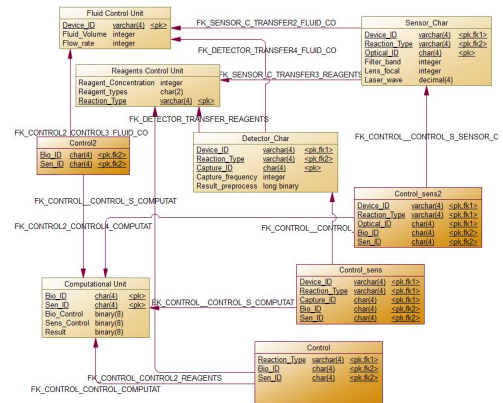 Fluid Control Unit
Device_ID varchar(4) <pk>
Fluid_Volume integer
Flow_rate integer
FK_SENSOR_C_TRANSFER2_FLUID_CO
Sensor_Char
Device_ID varchar(4) <pk,fk1>
Reaction_Type varchar(4) <pk,fk2>
Optical_ID char(4) <pk>
Filter_band integer
Lens_focal integer
Laser_wave decimal(4)
FK_DETECTOR_TRANSFER4_FLUID_CO
Reagents Control Unit
Reagent_Concentration integer
Reagent_types char(2)
Reaction_Type varchar(4) <pk>
FK_SENSOR_C_TRANSFER3_REAGENTS
FK_DETECTOR_TRANSFER_REAGENTS
FK_CONTROL2_CONTROL3_FLUID_CO
Control2
Bio_ID char(4) <pk,fk2>
Sen_ID char(4) <pk,fk2>
Detector_Char
Device_ID varchar(4) <pk,fk1>
Reaction_Type varchar(4) <pk,fk2>
Capture_ID char(4) <pk>
Capture_frequency integer
Result_preprocess long binary
FK_CONTROL__CONTROL_S_SENSOR_C
FK_CONTROL__CONTROL_S_COMPUTAT
Control_sens2
Device_ID varchar(4) <pk,fk1>
Reaction_Type varchar(4) <pk,fk1>
Optical_ID char(4) <pk,fk1>
Bio_ID char(4) <pk,fk2>
Sen_ID char(4) <pk,fk2>
FK_CONTROL2_CONTROL4_COMPUTAT
FK_CONTROL__CONTROL_
Computational Unit
Bio_ID char(4) <pk>
Sen_ID char(4) <pk>
Bio_Control binary(8)
Sens_Control binary(8)
Result binary(8)
FK_CONTROL__CONTROL_S_COMPUTAT
Control_sens
Device_ID varchar(4) <pk,fk1>
Reaction_Type varchar(4) <pk,fk1>
Capture_ID char(4) <pk,fk1>
Bio_ID char(4) <pk,fk2>
Sen_ID char(4) <pk,fk2>
Control
Reaction_Type varchar(4) <pk,fk1>
Bio_ID char(4) <pk,fk2>
Sen_ID char(4) <pk,fk2>
FK_CONTROL_CONTROL2_REAGENTS
FK_CONTROL_CONTROL_COMPUTAT